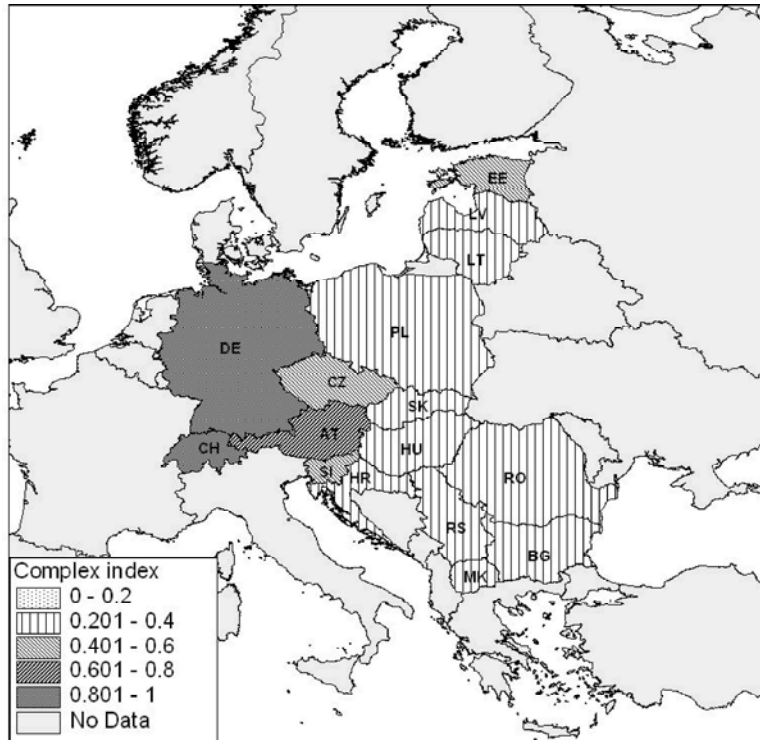 EE
LV
LT
PL
DE
CZ
SK
AT
CH
HU
SI
HR
RO
RS
BG
MK
Complex index
0 - 0.2
0.201 - 0.4
0.401 - 0.6
0.601 - 0.8
0.801 - 1
No Data